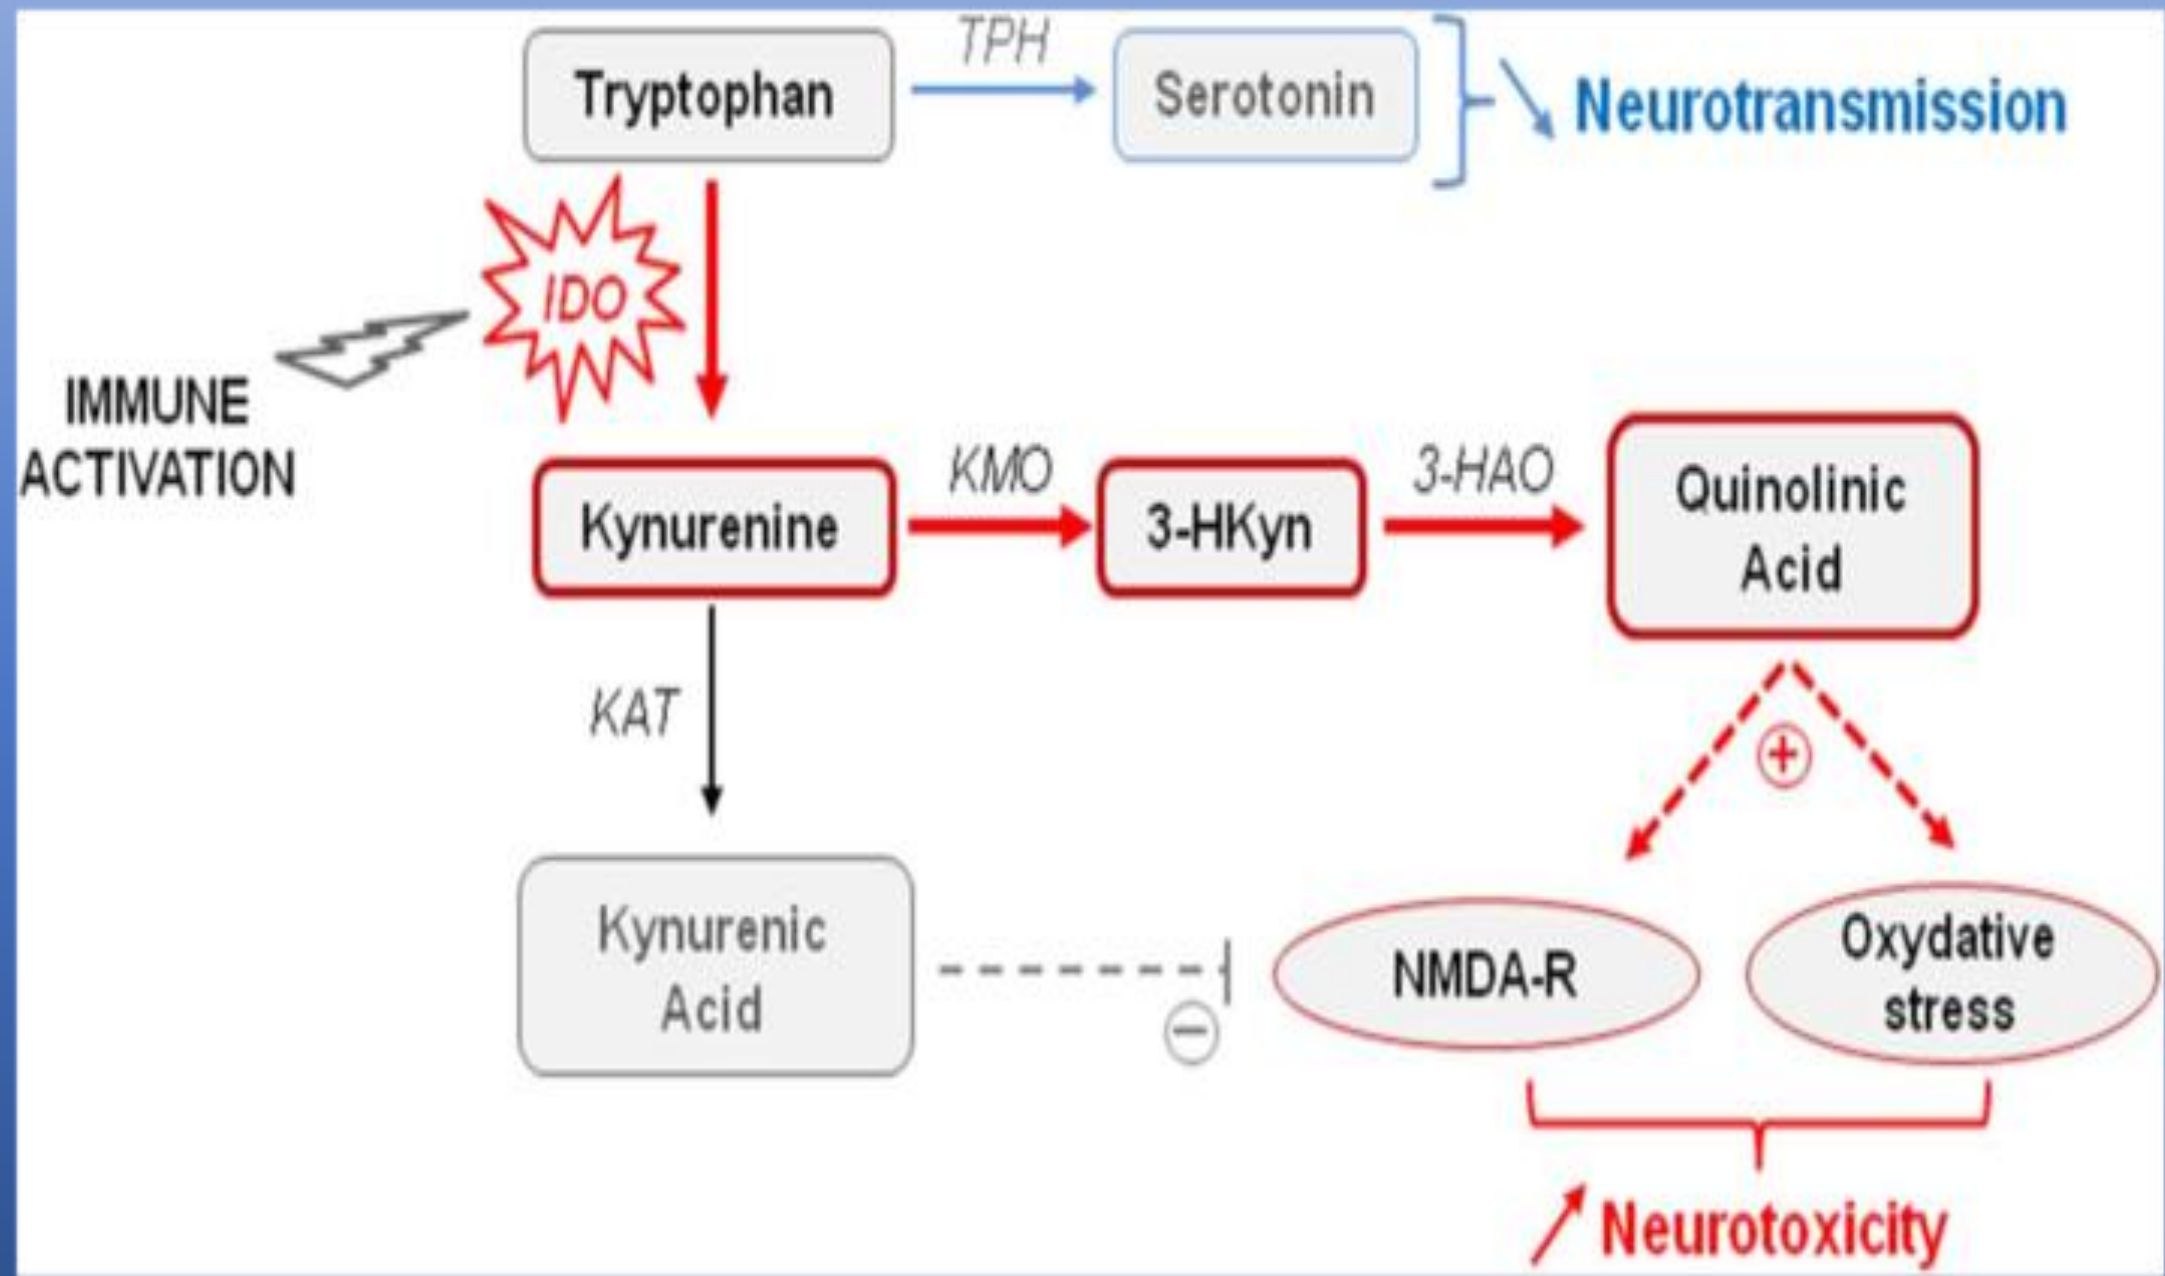 TPH
Tryptophan
Serotonin
Neurotransmission
IDO
IMMUNE
ACTIVATION
Kynurenine
KMO
3-HKyn
3-HAO
Quinolinic
Acid
KAT
+
Kynurenic
Acid
−
NMDA-R
Oxydative
stress
Neurotoxicity